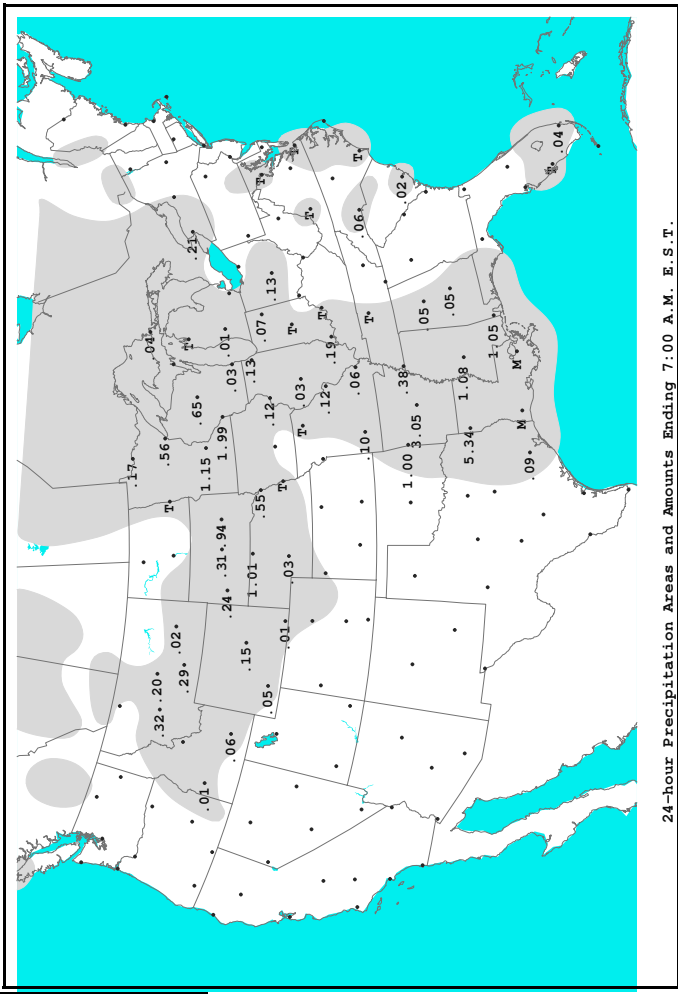 .17
.04
.32 .20
.56
T
.02
.29
T
.21
.65
.01
1.15
.31 .94
1.99
.01
.24
.06
.03
.15
1.01
.13
.55
.07
T
.05
.12
.13
T
.01
.03
T
T
.03
T
T
T
.12
.19
.06
T
.06
.10
T
.02
.38
1.00
3.05
.05
.05
1.08
5.34
1.05
M
M
.09
T
.04
24-hour Precipitation Areas and Amounts Ending 7:00 A.M. E.S.T.